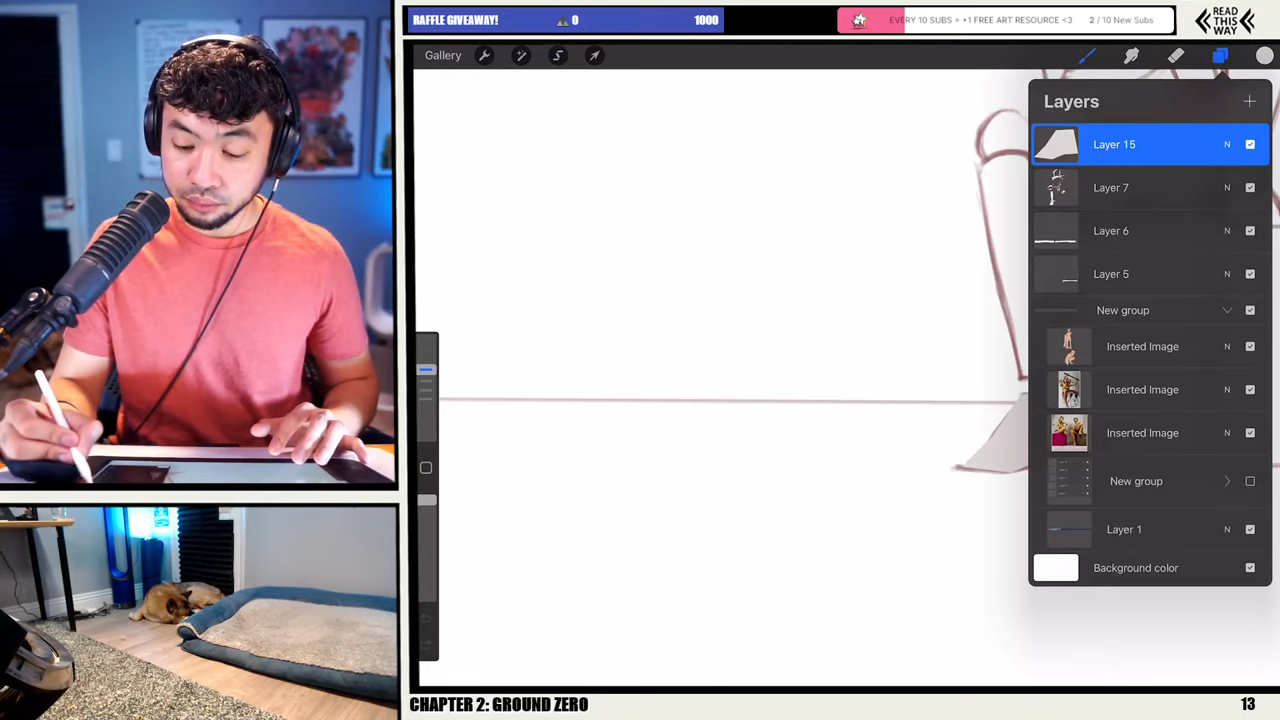 RAFFLE GIVEAWAY!
0
1000
EVERY 10 SUBS = +1 FREE ART RESOURCE <3
2 / 10 New Subs
READ
THIS
WAY
Gallery
Layers
Layer 15
N
Layer 7
N
Layer 6
N
Layer 5
N
New group
Inserted Image
N
Inserted Image
N
Inserted Image
N
New group
Layer 1
N
Background color
CHAPTER 2: GROUND ZERO
13